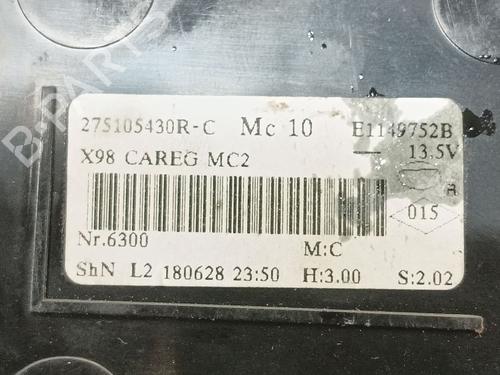 275105430R-C Mc 10 E1149752B
X98 CAREG MC2 13.5V
R
015
Nr.6300 M:C
ShN L2 180628 23:50 H:3.00 S:2.02
B-PARTS